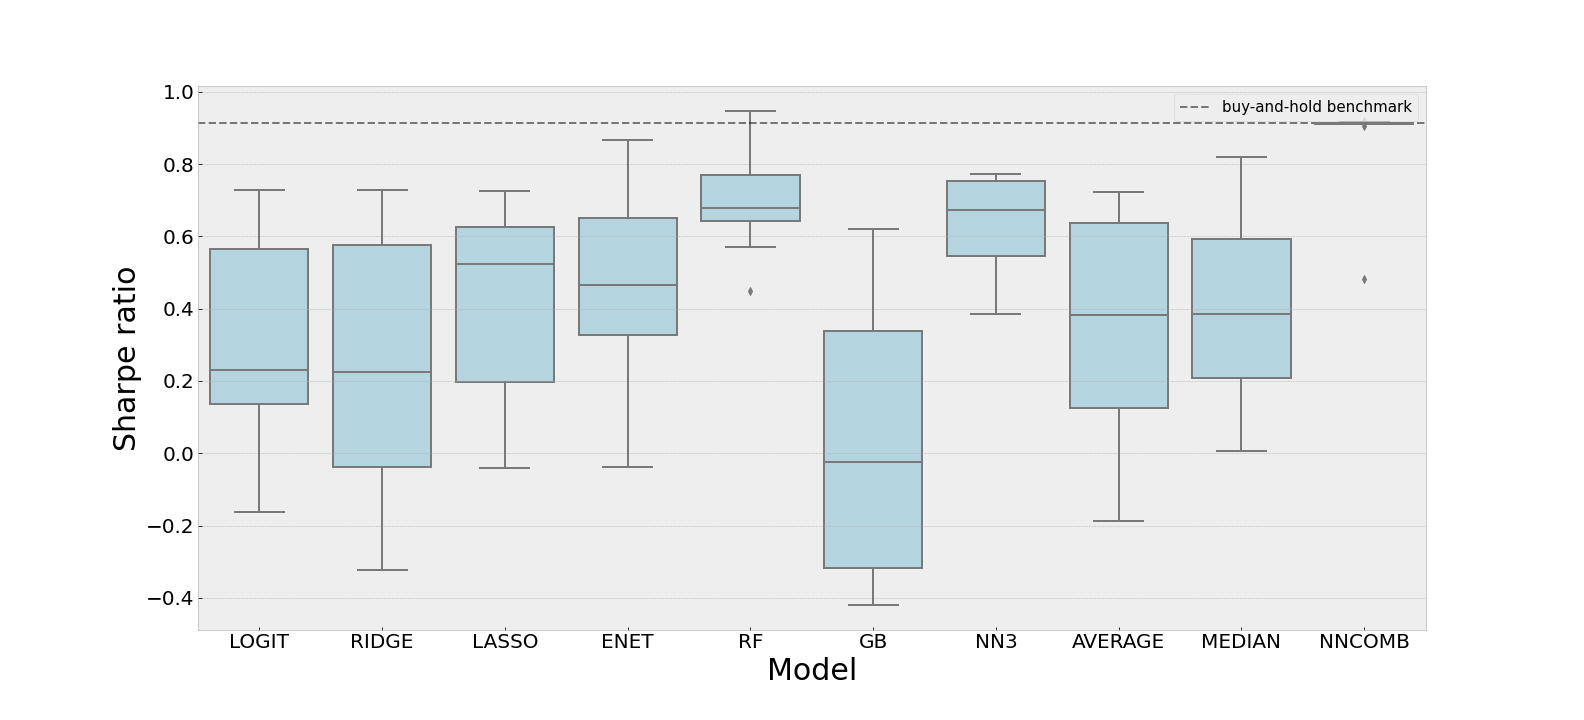 buy-and-hold benchmark
Sharpe ratio
1.0
0.8
0.6
0.4
0.2
0.0
−0.2
−0.4
LOGIT RIDGE LASSO ENET RF GB NN3 AVERAGE MEDIAN NNCOMB
Model